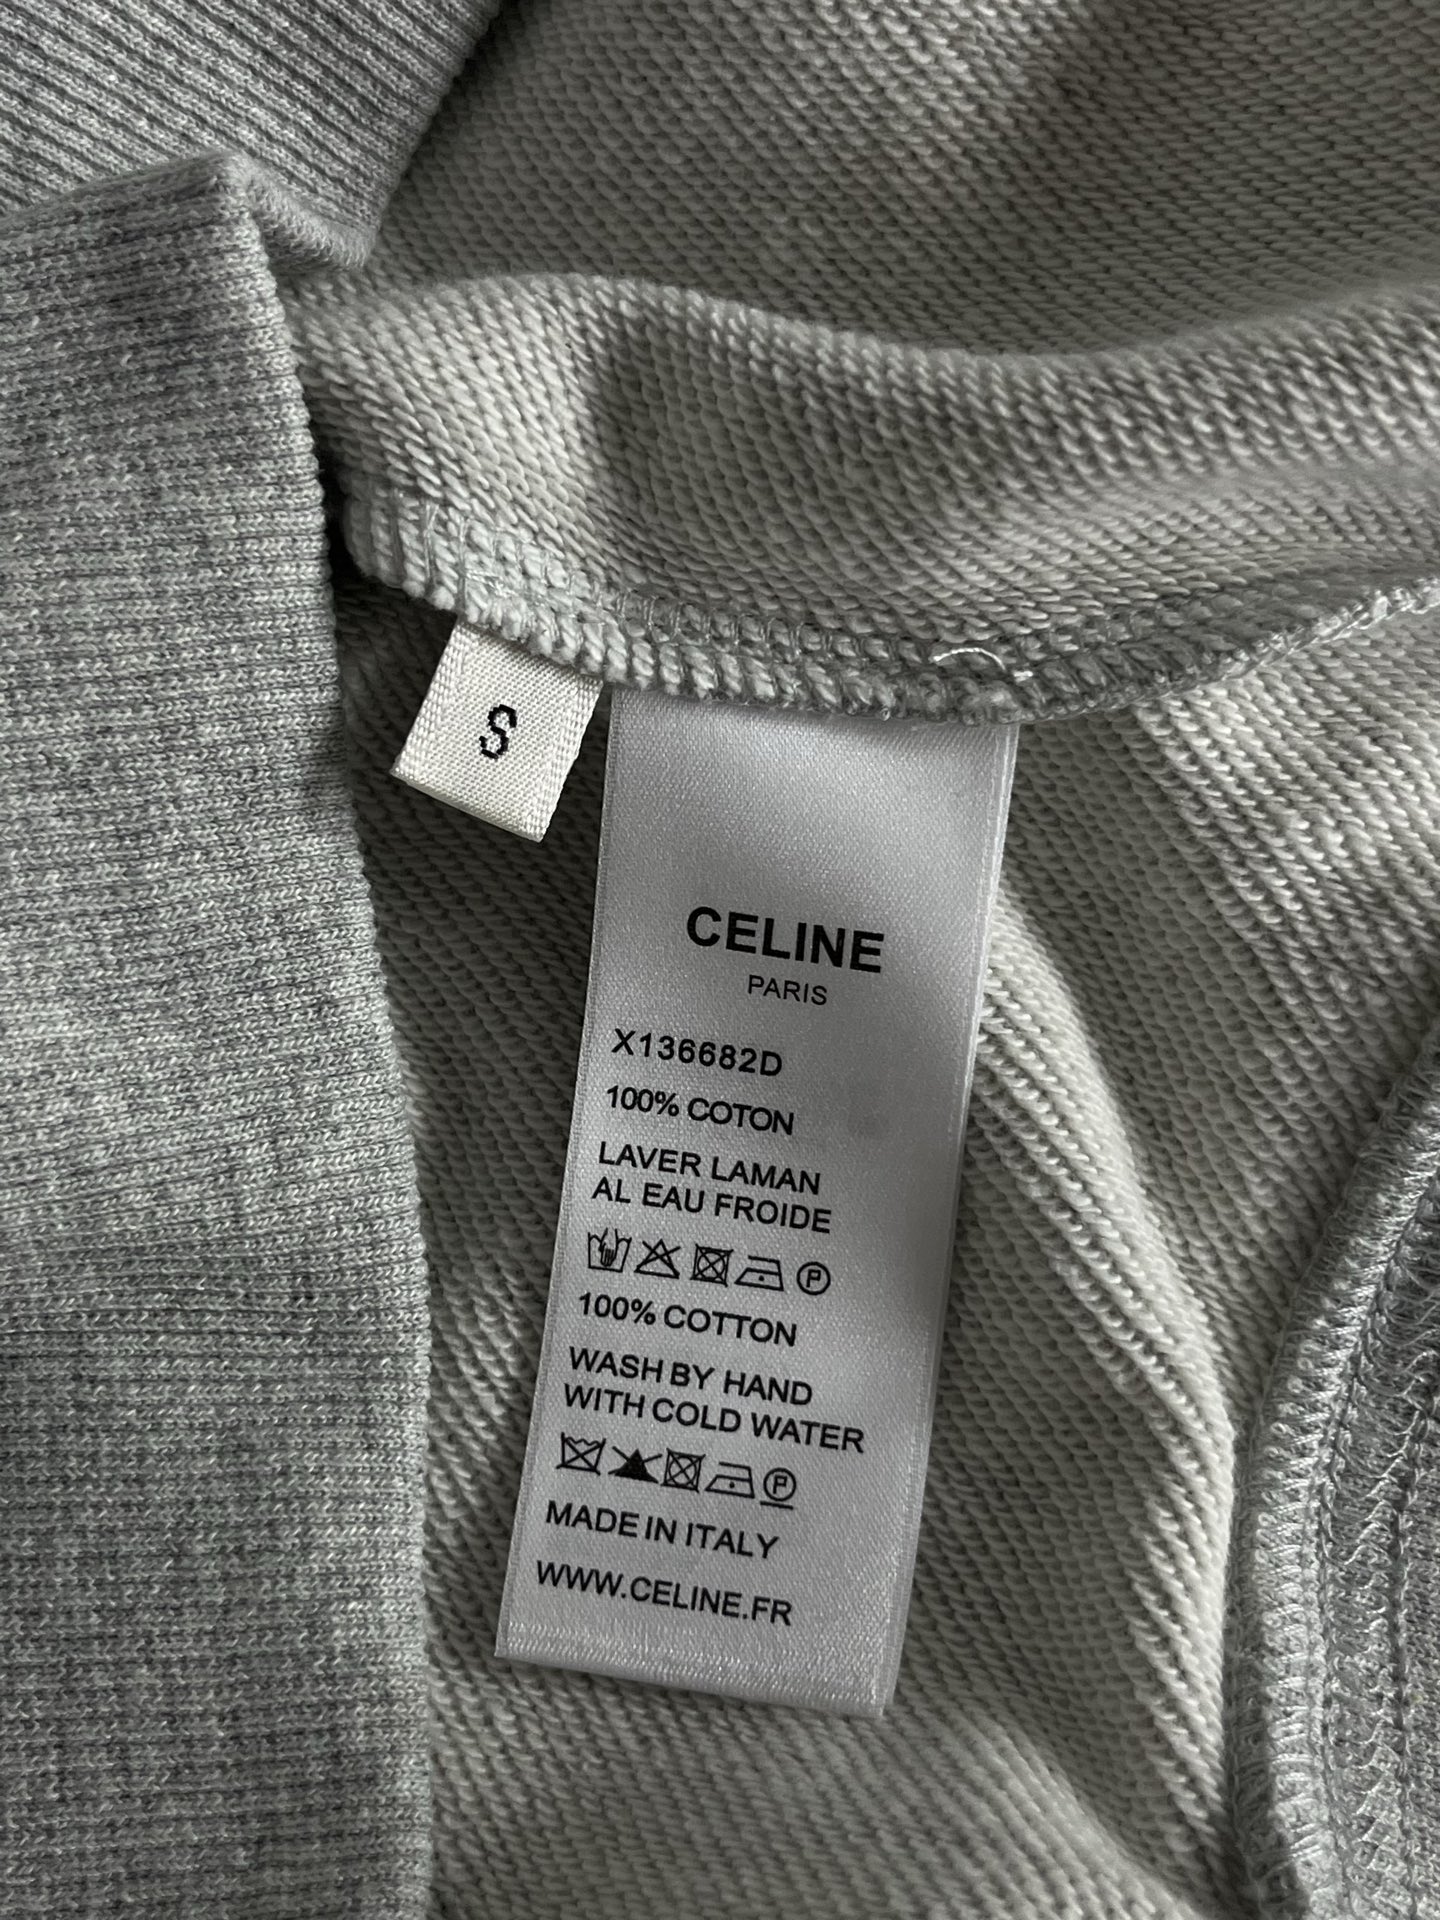 S
CELINE
PARIS
X136682D
100% COTON
LAVER LAMAN
AL EAU FROIDE
P
100% COTTON
WASH BY HAND
WITH COLD WATER
P
MADE IN ITALY
WWW.CELINE.FR